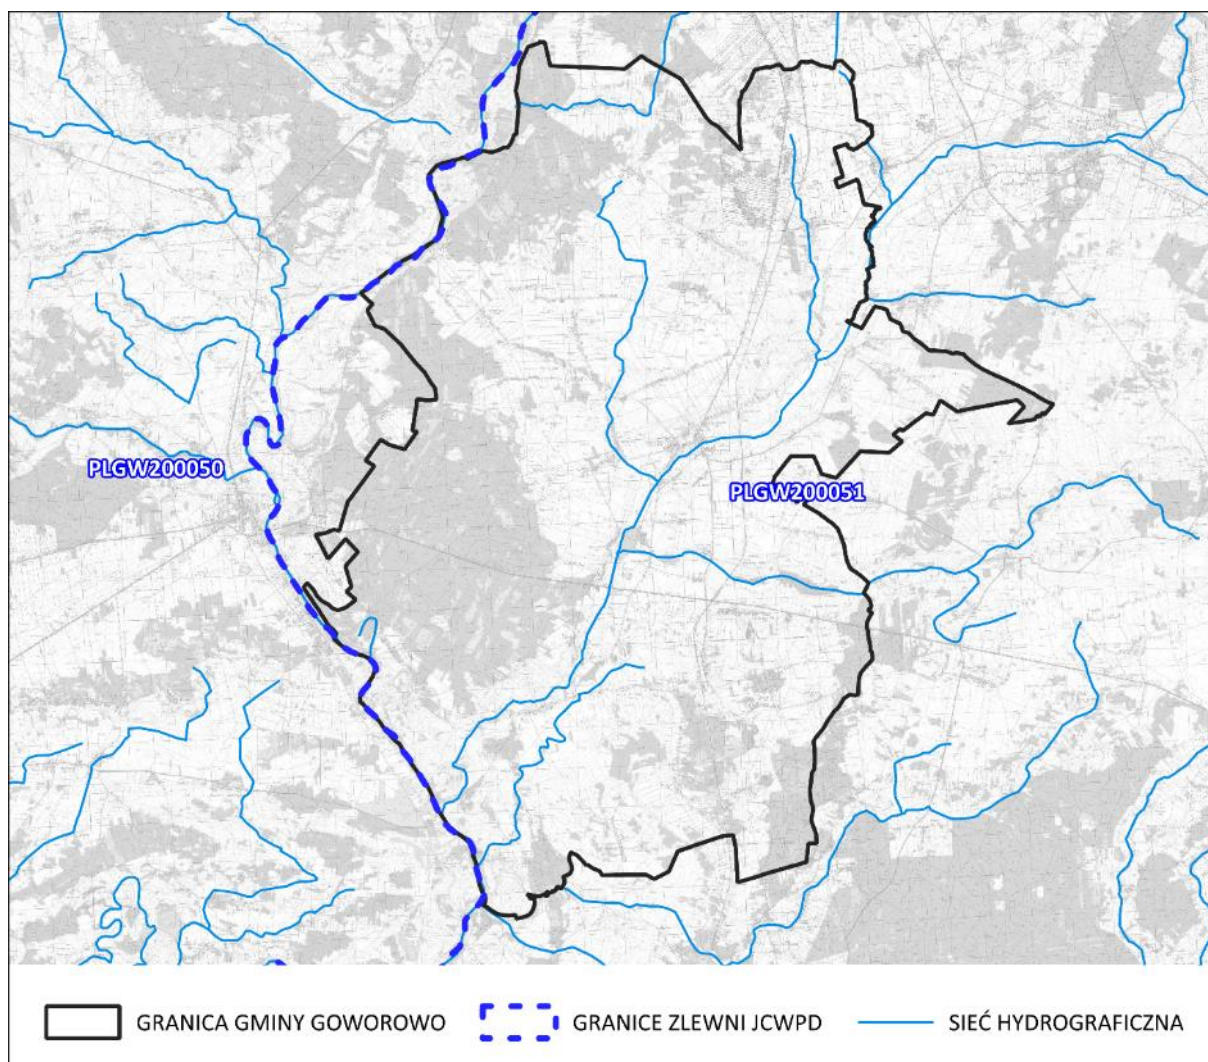 PLGW200050
PLGW200051
GRANICA GMINY GOWOROWO
GRANICE ZLEWNI JCWPD
SIEĆ HYDROGRAFICZNA